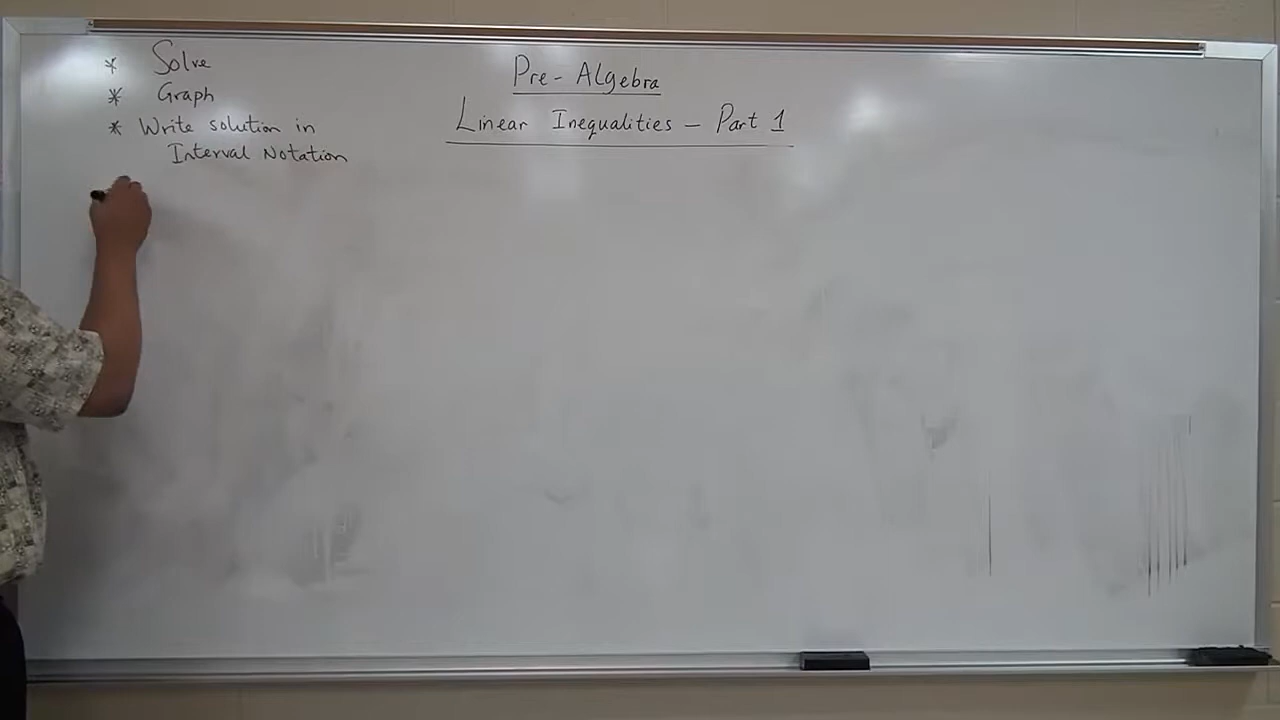 Pre-Algebra
Linear Inequalities - Part 1
* Solve
* Graph
* Write solution in
Interval Notation